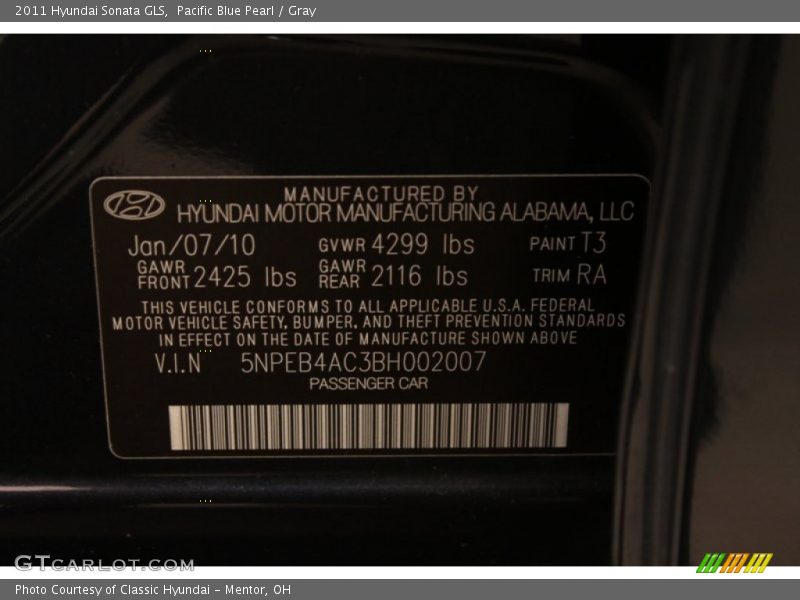 2011 Hyundai Sonata GLS, Pacific Blue Pearl / Gray
MANUFACTURED BY
HYUNDAI MOTOR MANUFACTURING ALABAMA, LLC
Jan/07/10 GVWR 4299 lbs PAINT T3
GAWR FRONT 2425 lbs GAWR REAR 2116 lbs TRIM RA
THIS VEHICLE CONFORMS TO ALL APPLICABLE U.S.A. FEDERAL
MOTOR VEHICLE SAFETY, BUMPER, AND THEFT PREVENTION STANDARDS
IN EFFECT ON THE DATE OF MANUFACTURE SHOWN ABOVE
V.I.N 5NPEB4AC3BH002007
PASSENGER CAR
GTCARLOT.COM
Photo Courtesy of Classic Hyundai - Mentor, OH